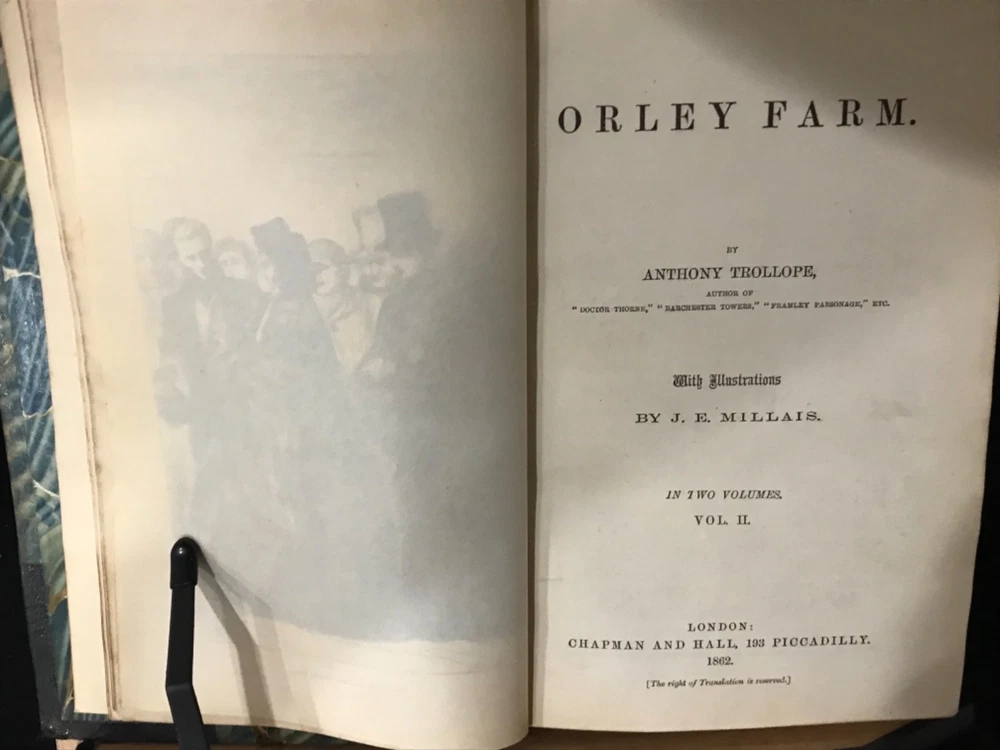 ORLEY FARM.
BY
ANTHONY TROLLOPE,
AUTHOR OF
"DOCTOR THORNE," "BARCHESTER TOWERS," "FRAMLEY PARSONAGE," ETC.
With Illustrations
BY J. E. MILLAIS.
IN TWO VOLUMES.
VOL. II.
LONDON:
CHAPMAN AND HALL, 193 PICCADILLY.
1862.
[The right of Translation is reserved.]